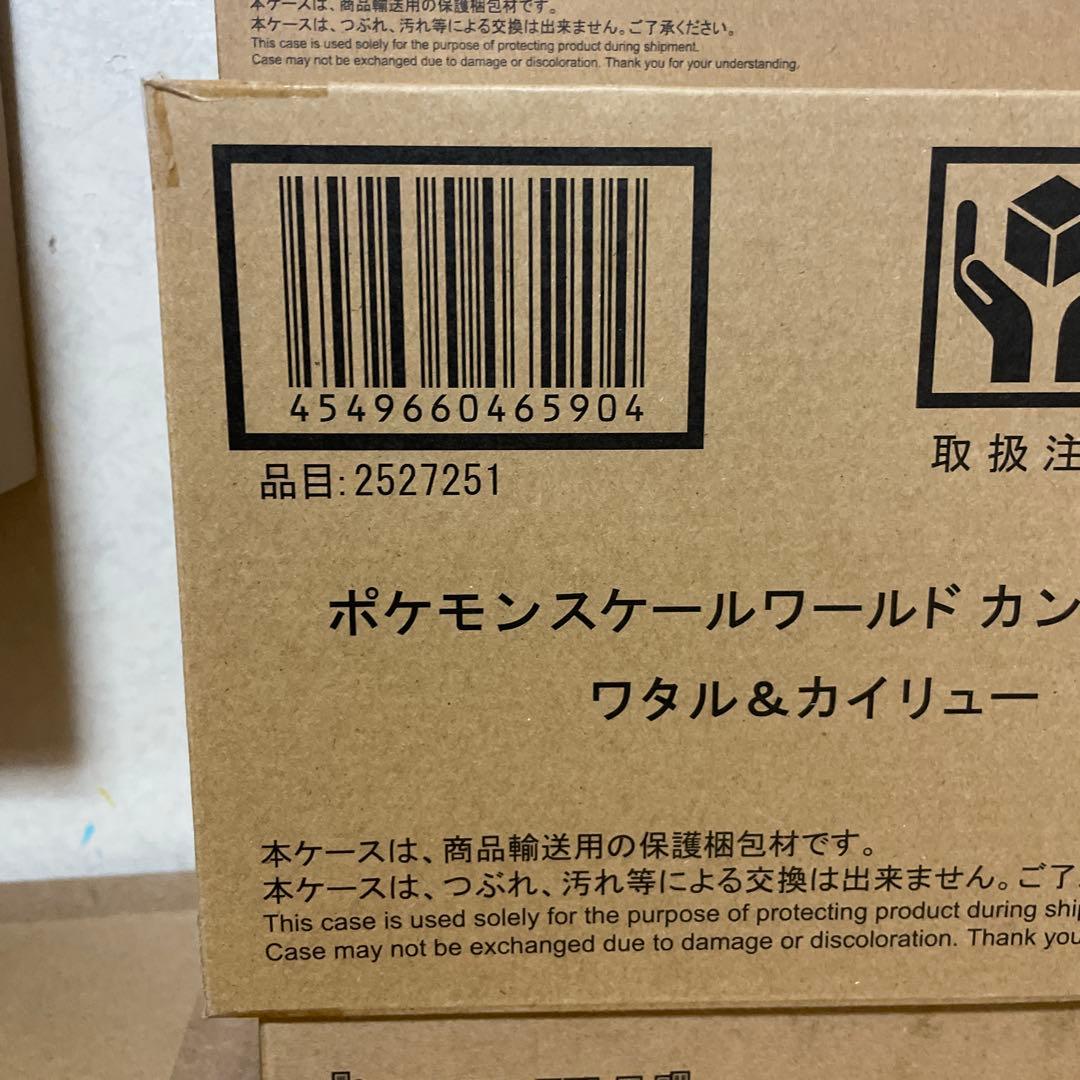 本ケースは、商品輸送用の保護梱包材です。
本ケースは、つぶれ、汚れ等による交換は出来ません。ご了承ください。
This case is used solely for the purpose of protecting product during shipment.
Case may not be exchanged due to damage or discoloration. Thank you for your understanding.
4549660465904
品目:2527251
取扱注
ポケモンスケールワールド カン
ワタル&カイリュー
本ケースは、商品輸送用の保護梱包材です。
本ケースは、つぶれ、汚れ等による交換は出来ません。ご了
This case is used solely for the purpose of protecting product during shi
Case may not be exchanged due to damage or discoloration. Thank you